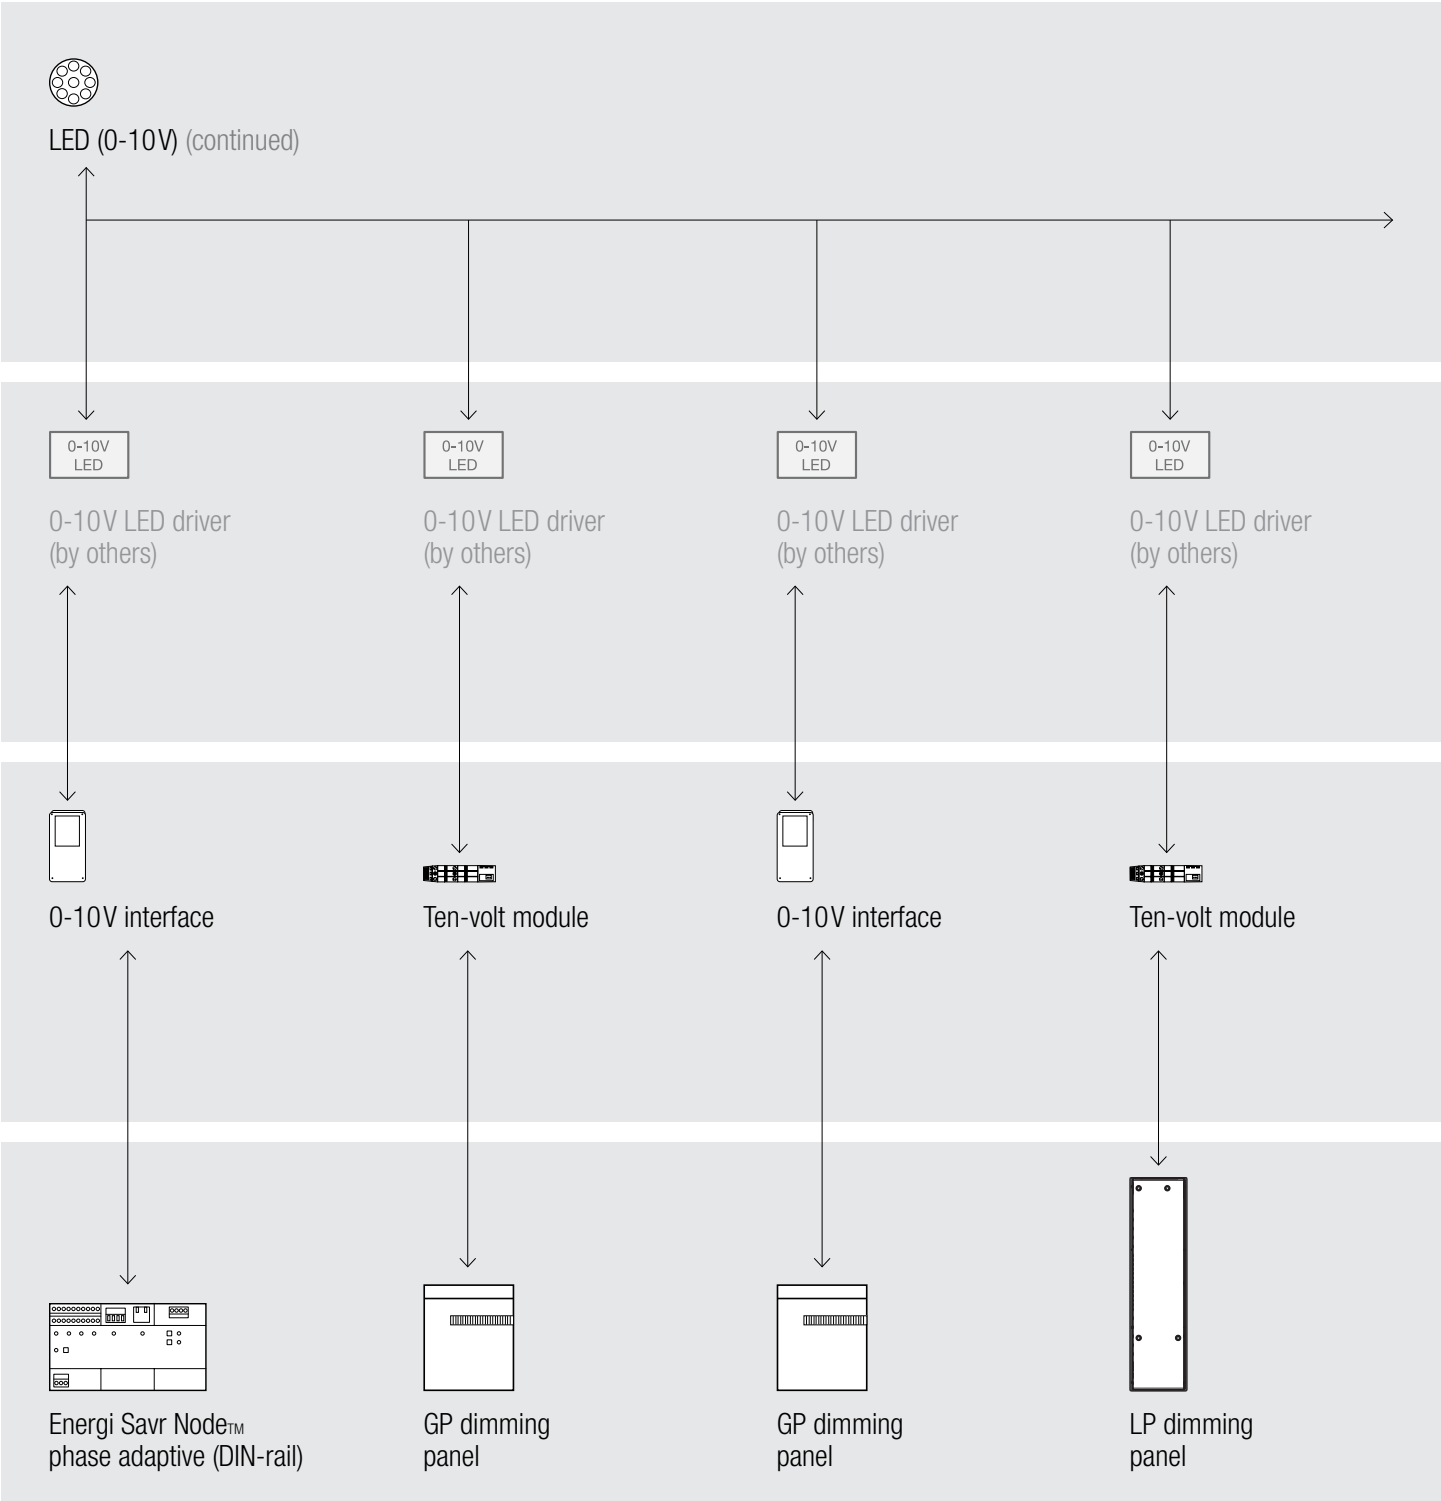 LED (0-10V) (continued)
0-10V
LED
0-10V LED driver
(by others)
0-10V
LED
0-10V LED driver
(by others)
0-10V
LED
0-10V LED driver
(by others)
0-10V
LED
0-10V LED driver
(by others)
0-10V interface
Ten-volt module
0-10V interface
Ten-volt module
Energi Savr Node™
phase adaptive (DIN-rail)
GP dimming
panel
GP dimming
panel
LP dimming
panel